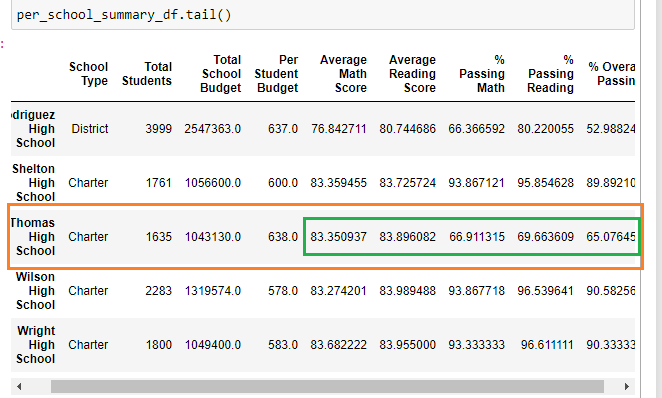 per_school_summary_df.tail()
:
School Type Total Students Total School Budget Per Student Budget Average Math Score Average Reading Score % Passing Math % Passing Reading % Overa Passin
driguez High School District 3999 2547363.0 637.0 76.842711 80.744686 66.366592 80.220055 52.98824
Shelton High School Charter 1761 1056600.0 600.0 83.359455 83.725724 93.867121 95.854628 89.89210
Thomas High School Charter 1635 1043130.0 638.0 83.350937 83.896082 66.911315 69.663609 65.07645
Wilson High School Charter 2283 1319574.0 578.0 83.274201 83.989488 93.867718 96.539641 90.58256
Wright High School Charter 1800 1049400.0 583.0 83.682222 83.955000 93.333333 96.611111 90.33333